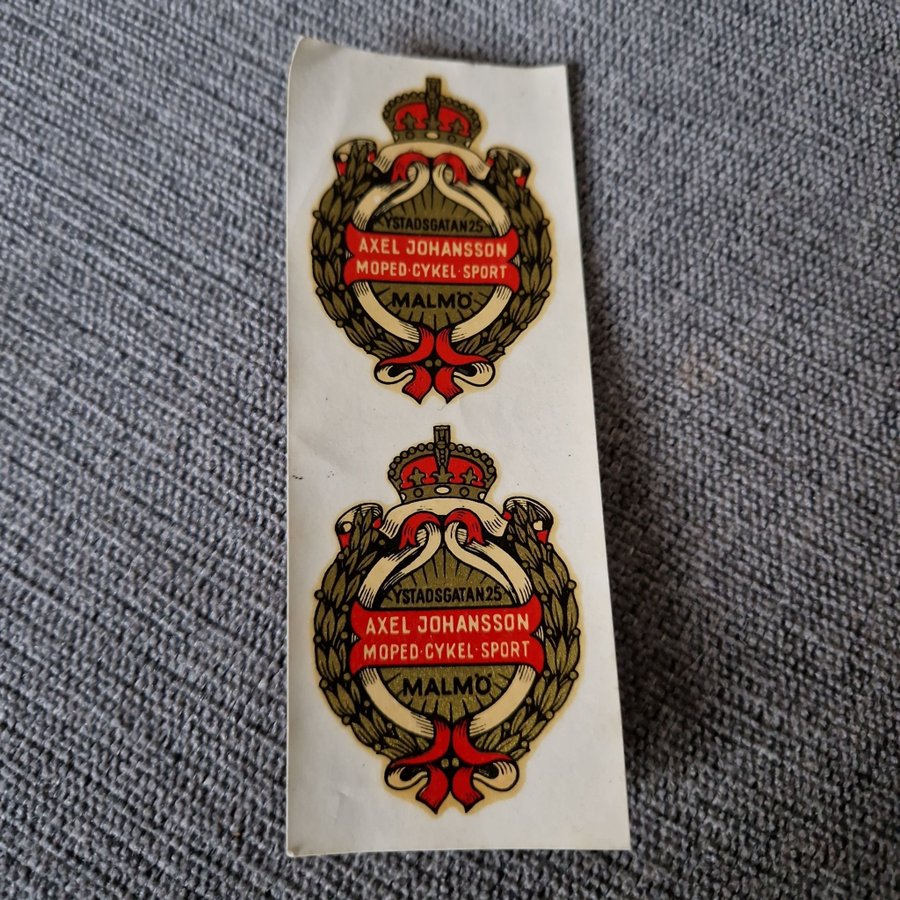 YSTADSGATAN 25
AXEL JOHANSSON
MOPED·CYKEL·SPORT
MALMÖ
YSTADSGATAN 25
AXEL JOHANSSON
MOPED·CYKEL·SPORT
MALMÖ